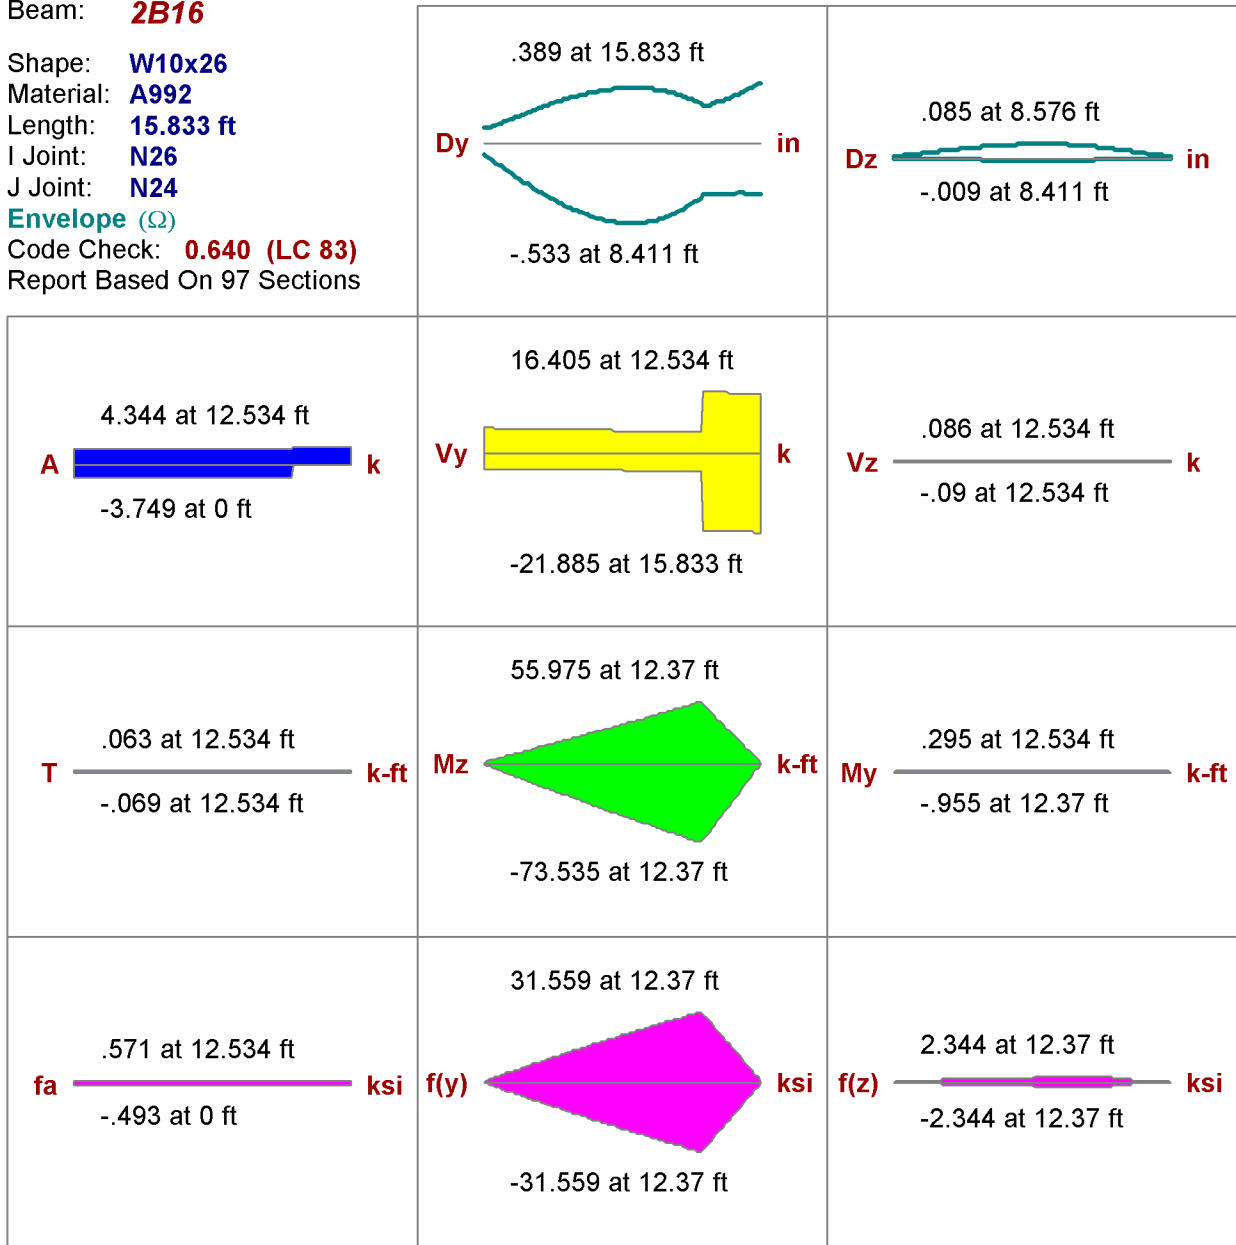 Beam: 2B16
Shape: W10x26
Material: A992
Length: 15.833 ft
I Joint: N26
J Joint: N24
Envelope (Ω)
Code Check: 0.640 (LC 83)
Report Based On 97 Sections
.389 at 15.833 ft
Dy in
-.533 at 8.411 ft
.085 at 8.576 ft
Dz in
-.009 at 8.411 ft
4.344 at 12.534 ft
A k
-3.749 at 0 ft
16.405 at 12.534 ft
Vy k
-21.885 at 15.833 ft
.086 at 12.534 ft
Vz k
-.09 at 12.534 ft
.063 at 12.534 ft
T k-ft
-.069 at 12.534 ft
55.975 at 12.37 ft
Mz k-ft
-73.535 at 12.37 ft
.295 at 12.534 ft
My k-ft
-.955 at 12.37 ft
.571 at 12.534 ft
fa ksi
-.493 at 0 ft
31.559 at 12.37 ft
f(y) ksi
-31.559 at 12.37 ft
2.344 at 12.37 ft
f(z) ksi
-2.344 at 12.37 ft